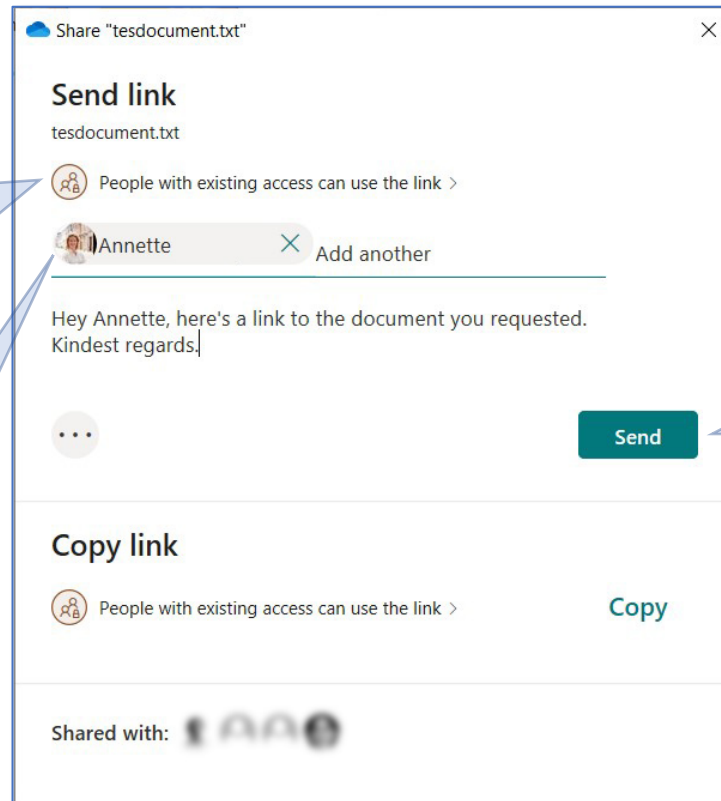 Share "tesdocument.txt"
Send link
tesdocument.txt
People with existing access can use the link >
Annette
Add another
Hey Annette, here's a link to the document you requested.
Kindest regards.
Send
Copy link
People with existing access can use the link >
Copy
Shared with: